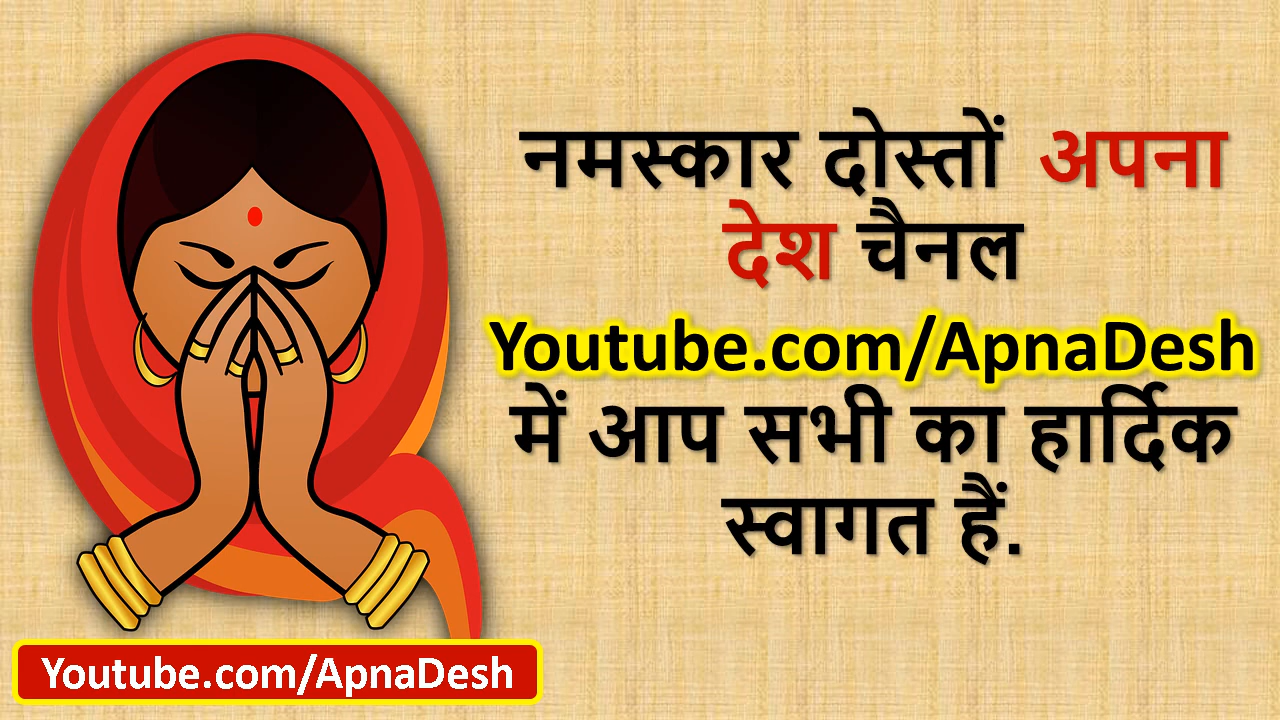 नमस्कार दोस्तों अपना
देश चैनल
Youtube.com/ApnaDesh
में आप सभी का हार्दिक
स्वागत हैं.
Youtube.com/ApnaDesh